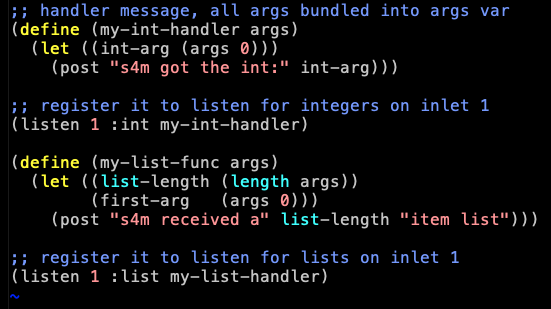 ;; handler message, all args bundled into args var
(define (my-int-handler args)
  (let ((int-arg (args 0)))
    (post "s4m got the int:" int-arg)))

;; register it to listen for integers on inlet 1
(listen 1 :int my-int-handler)

(define (my-list-func args)
  (let ((list-length (length args))
        (first-arg   (args 0)))
    (post "s4m received a" list-length "item list")))

;; register it to listen for lists on inlet 1
(listen 1 :list my-list-handler)
~